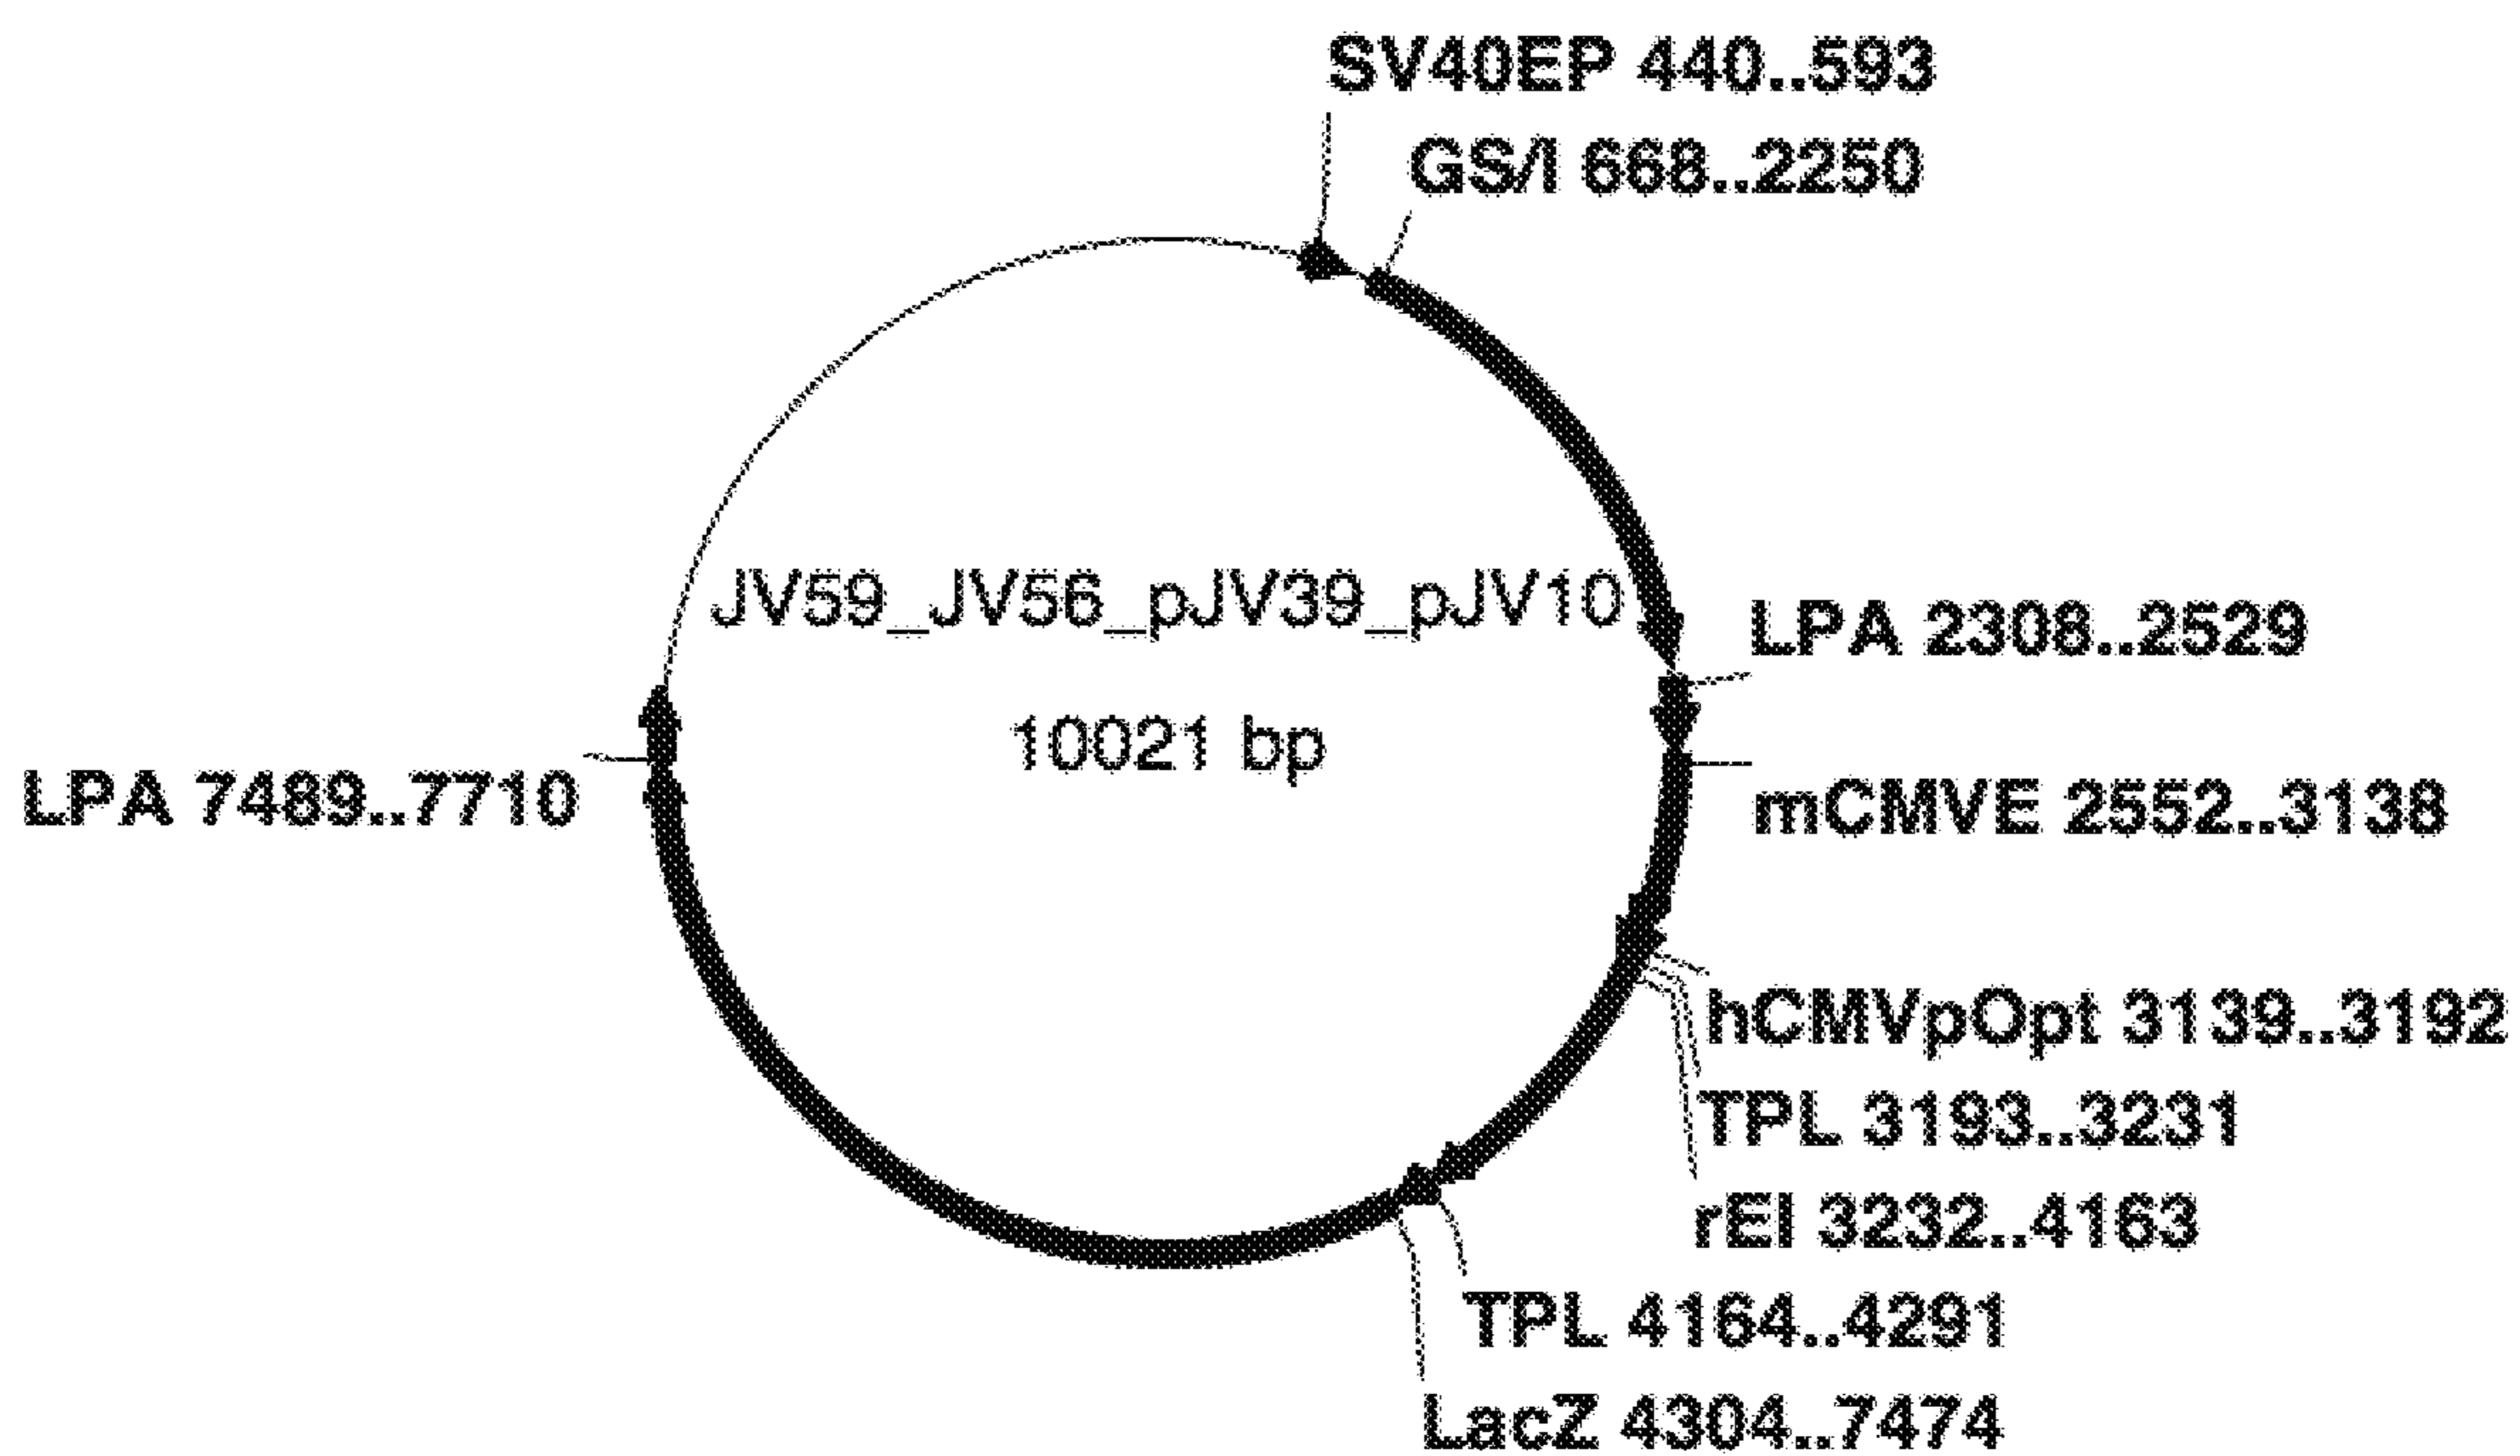 SV40EP 440..593
GS/I 668..2250
JV59_JV56_pJV39_pJV10
LPA 2308..2529
10021 bp
LPA 7489..7710
mCMVE 2552..3138
hCMVpOpt 3139..3192
TPL 3193..3231
rEI 3232..4163
TPL 4164..4291
LacZ 4304..7474